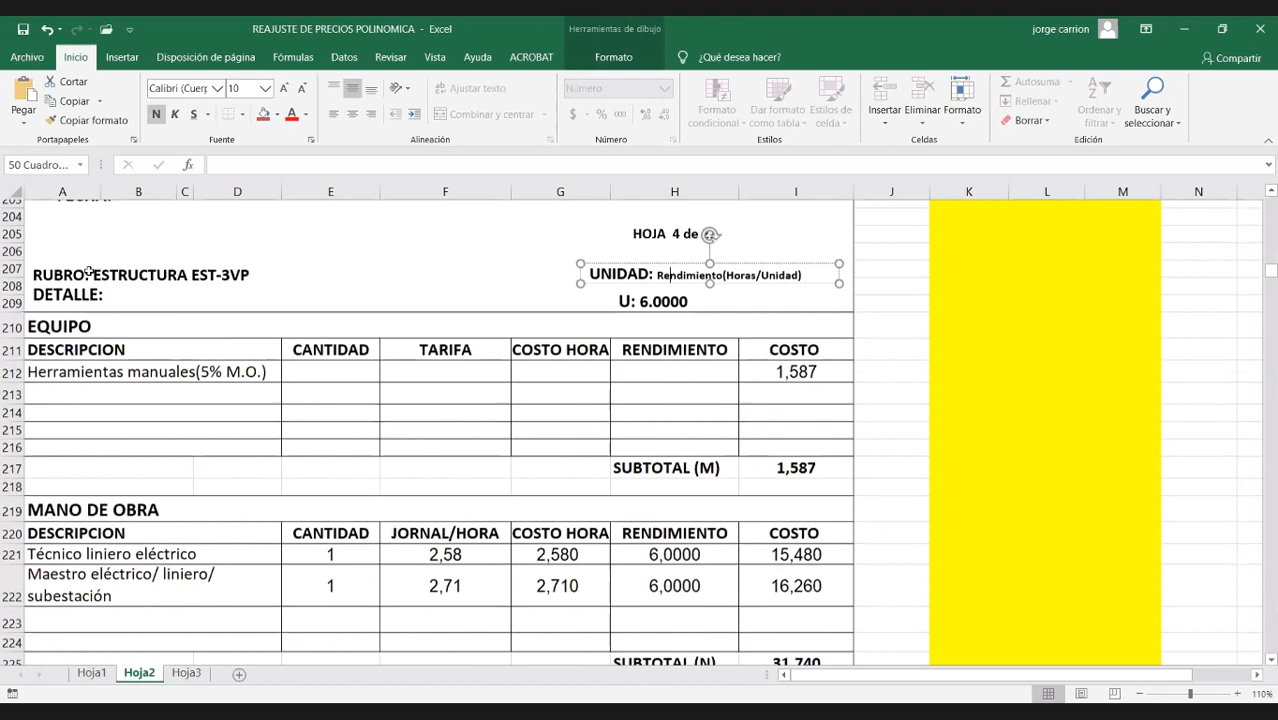 REAJUSTE DE PRECIOS POLINOMICA - Excel
Herramientas de dibujo
jorge carrion
Archivo Inicio Insertar Disposición de página Fórmulas Datos Revisar Vista Ayuda ACROBAT Formato ¿Qué desea hacer? Compartir
Pegar
Cortar
Copiar
Copiar formato
Portapapeles
Calibri (Cuerp 10
N K S
Fuente
Ajustar texto
Combinar y centrar
Alineación
Número
$ % 000
Número
Formato condicional
Dar formato como tabla
Estilos de celda
Estilos
Insertar Eliminar Formato
Celdas
Autosuma
Rellenar
Borrar
Ordenar y filtrar
Buscar y seleccionar
Edición
50 Cuadro...
fx
A B C D E F G H I J K L M N
203
204
205 HOJA 4 de
206
207
RUBRO: ESTRUCTURA EST-3VP UNIDAD: Rendimiento(Horas/Unidad)
208
DETALLE:
209 U: 6.0000
210 EQUIPO
211 DESCRIPCION CANTIDAD TARIFA COSTO HORA RENDIMIENTO COSTO
212 Herramientas manuales(5% M.O.) 1,587
213
214
215
216
217 SUBTOTAL (M) 1,587
218
219 MANO DE OBRA
220 DESCRIPCION CANTIDAD JORNAL/HORA COSTO HORA RENDIMIENTO COSTO
221 Técnico liniero eléctrico 1 2,58 2,580 6,0000 15,480
Maestro eléctrico/ liniero/
222 subestación 1 2,71 2,710 6,0000 16,260
223
224
225 SUBTOTAL (N) 31,740
Hoja1 Hoja2 Hoja3
110%